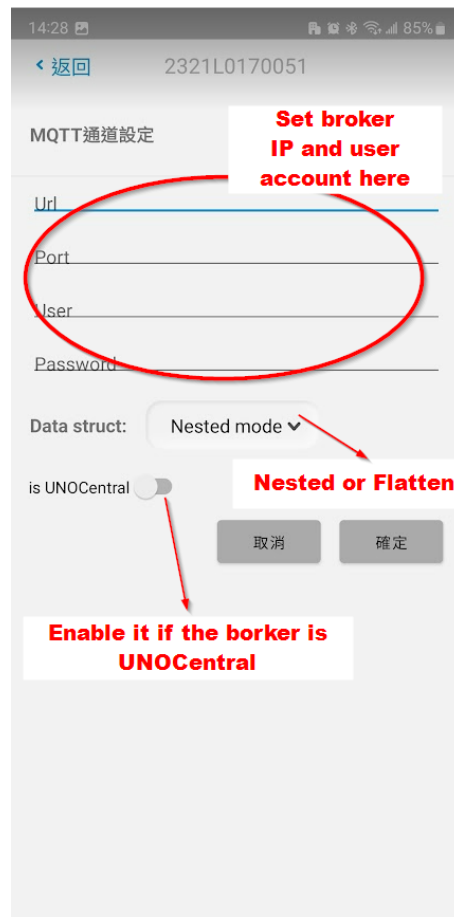 14:28 85%
返回 2321L0170051
MQTT通道設定
Set broker
IP and user
account here
Url
Port
User
Password
Data struct: Nested mode
Nested or Flatten
is UNOCentral
取消 確定
Enable it if the borker is
UNOCentral